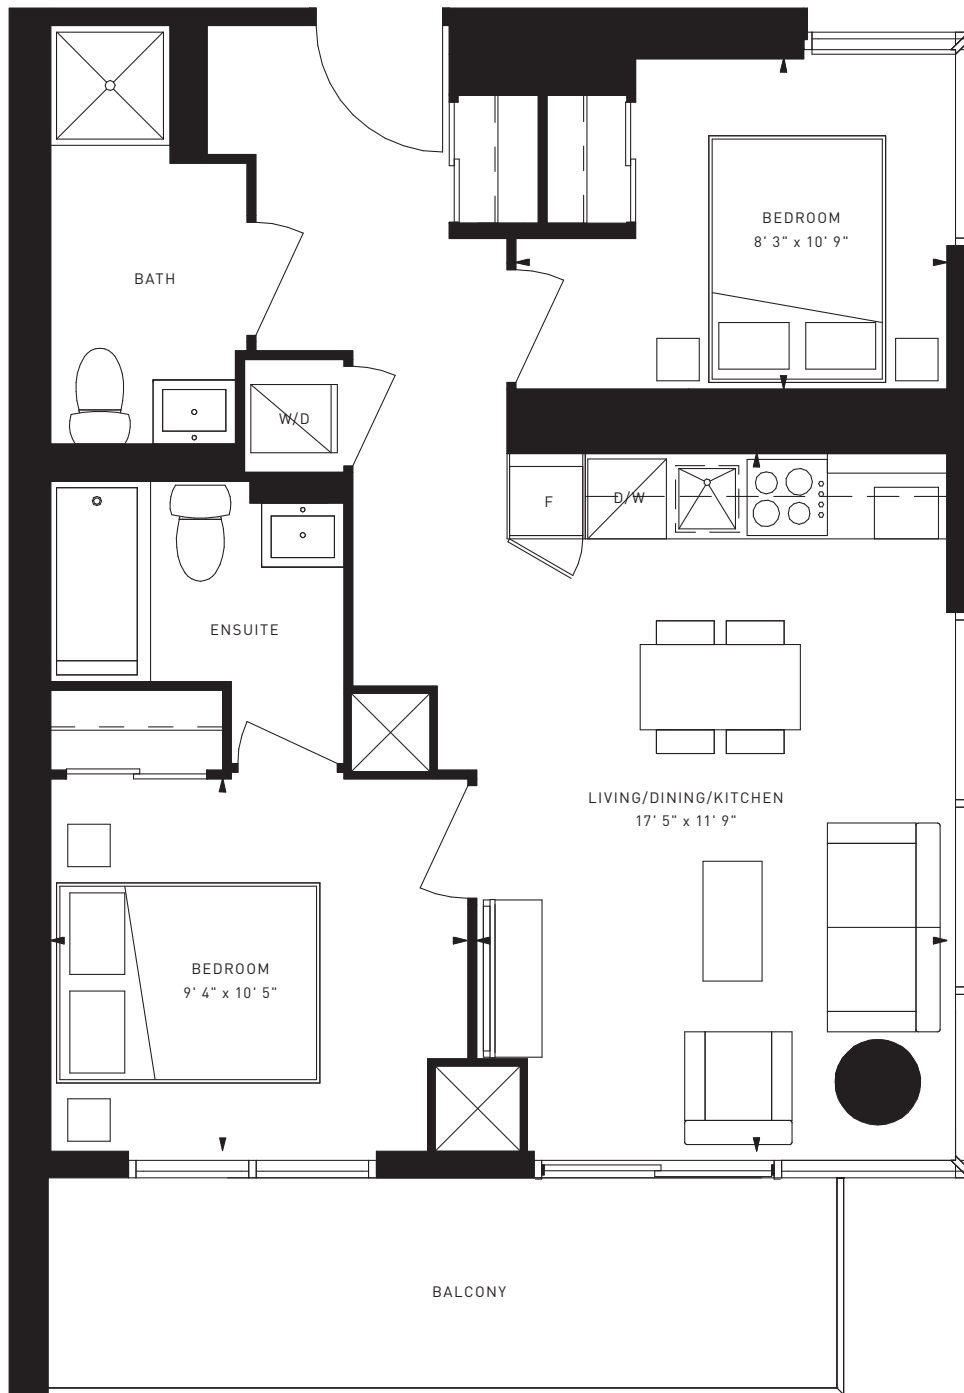 BEDROOM
8' 3" x 10' 9"
BATH
W/D
F
D/W
ENSUITE
LIVING/DINING/KITCHEN
17' 5" x 11' 9"
BEDROOM
9' 4" x 10' 5"
BALCONY